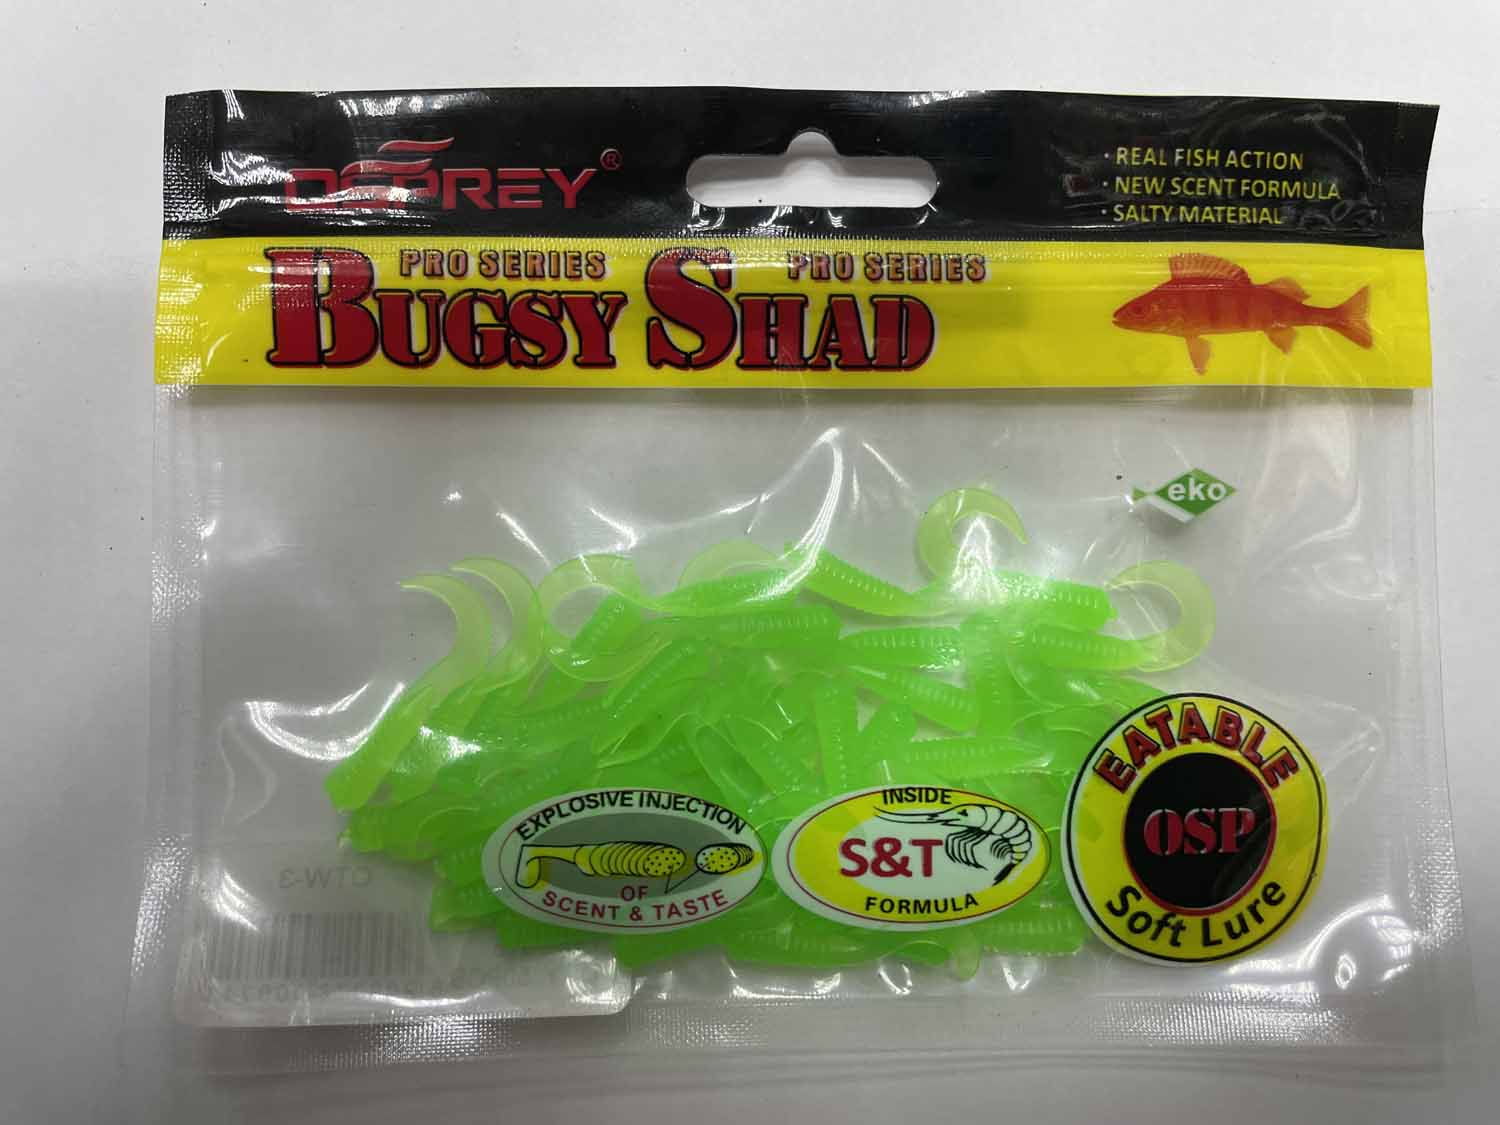 OSPREY®
· REAL FISH ACTION
· NEW SCENT FORMULA
· SALTY MATERIAL
PRO SERIES PRO SERIES
BUGSY SHAD
eko
EATABLE
OSP
Soft Lure
EXPLOSIVE INJECTION
OF
SCENT & TASTE
INSIDE
S&T
FORMULA
OTW-3